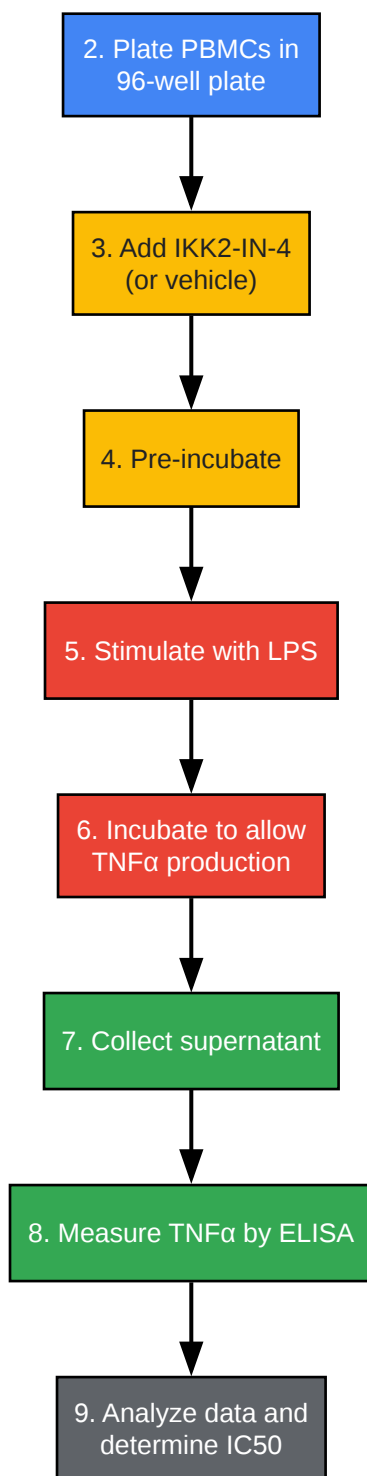 2. Plate PBMCs in
96-well plate
3. Add IKK2-IN-4
(or vehicle)
4. Pre-incubate
5. Stimulate with LPS
6. Incubate to allow
TNFα production
7. Collect supernatant
8. Measure TNFα by ELISA
9. Analyze data and
determine IC50